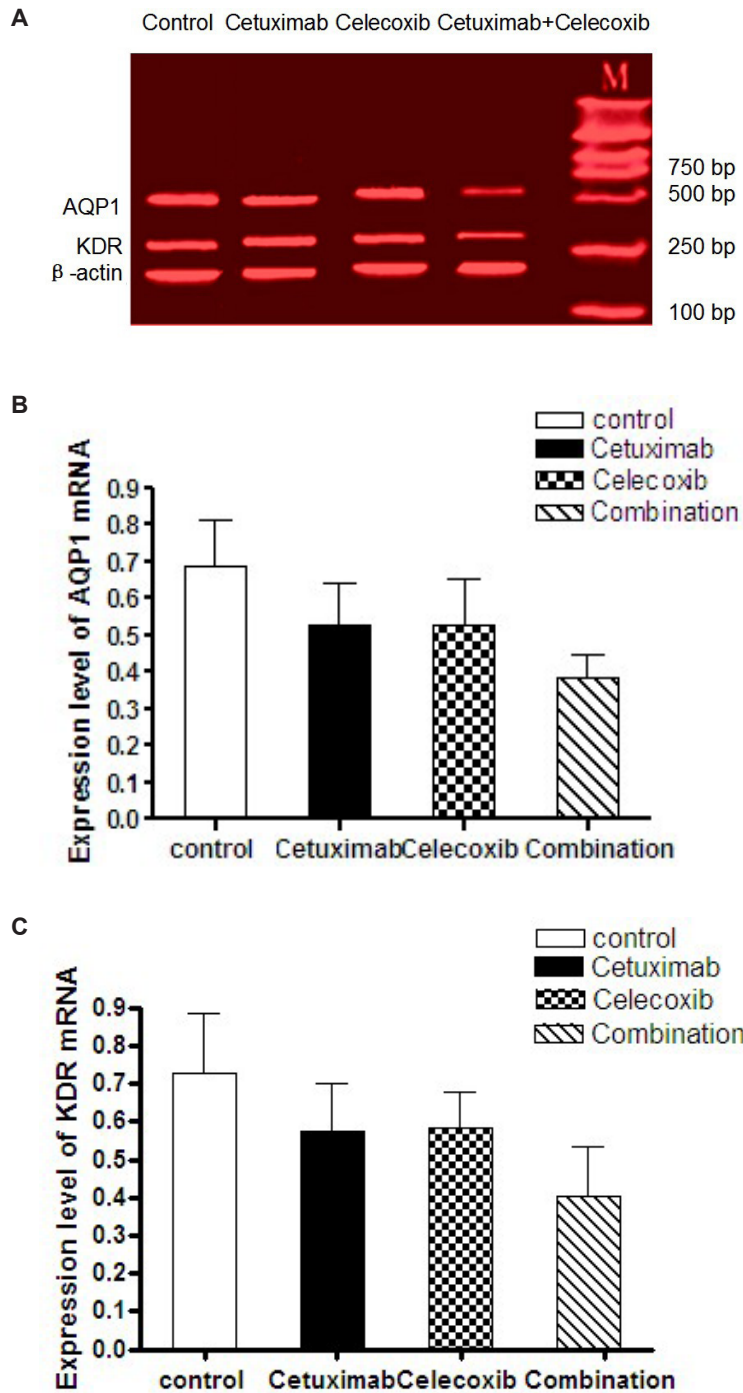 A
Control Cetuximab Celecoxib Cetuximab+Celecoxib
M
750 bp
500 bp
AQP1
KDR
250 bp
β-actin
100 bp
B
control
Cetuximab
Celecoxib
Combination
Expression level of AQP1 mRNA
0.9
0.8
0.7
0.6
0.5
0.4
0.3
0.2
0.1
0.0
control Cetuximab Celecoxib Combination
C
control
Cetuximab
Celecoxib
Combination
Expression level of KDR mRNA
0.9
0.8
0.7
0.6
0.5
0.4
0.3
0.2
0.1
0.0
control Cetuximab Celecoxib Combination